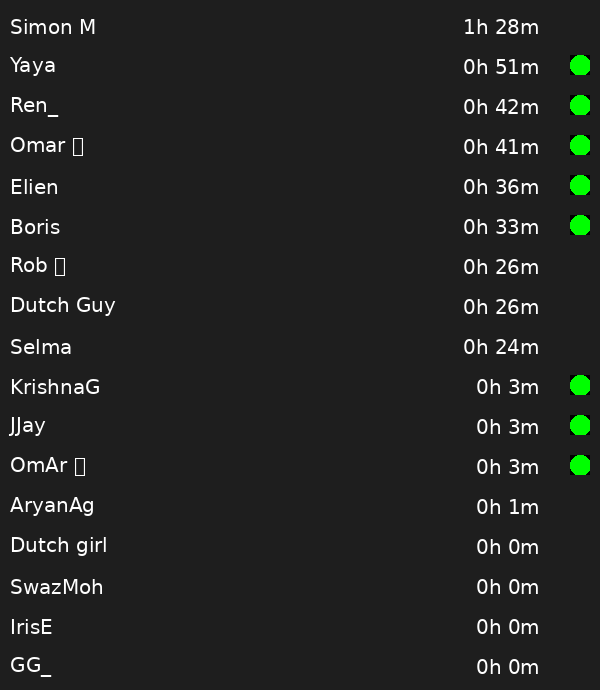 Simon M 1h 28m
Yaya 0h 51m
Ren_ 0h 42m
Omar 0h 41m
Elien 0h 36m
Boris 0h 33m
Rob 0h 26m
Dutch Guy 0h 26m
Selma 0h 24m
KrishnaG 0h 3m
JJay 0h 3m
OmAr 0h 3m
AryanAg 0h 1m
Dutch girl 0h 0m
SwazMoh 0h 0m
IrisE 0h 0m
GG_ 0h 0m